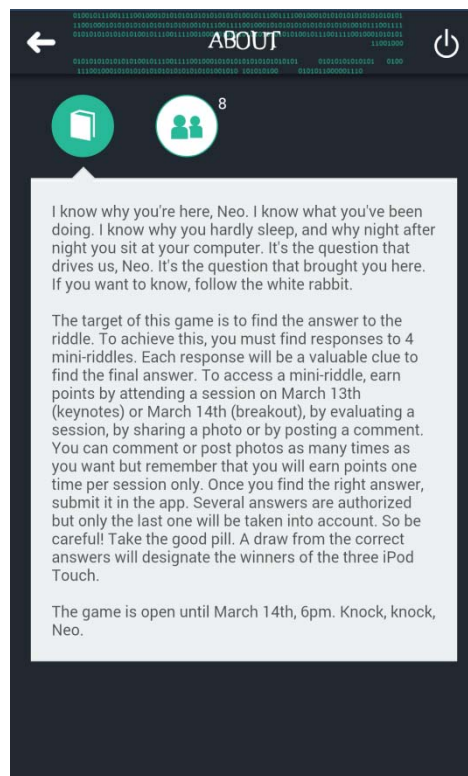 ABOUT
8
I know why you're here, Neo. I know what you've been
doing. I know why you hardly sleep, and why night after
night you sit at your computer. It's the question that
drives us, Neo. It's the question that brought you here.
If you want to know, follow the white rabbit.
The target of this game is to find the answer to the
riddle. To achieve this, you must find responses to 4
mini-riddles. Each response will be a valuable clue to
find the final answer. To access a mini-riddle, earn
points by attending a session on March 13th
(keynotes) or March 14th (breakout), by evaluating a
session, by sharing a photo or by posting a comment.
You can comment or post photos as many times as
you want but remember that you will earn points one
time per session only. Once you find the right answer,
submit it in the app. Several answers are authorized
but only the last one will be taken into account. So be
careful! Take the good pill. A draw from the correct
answers will designate the winners of the three iPod
Touch.
The game is open until March 14th, 6pm. Knock, knock,
Neo.